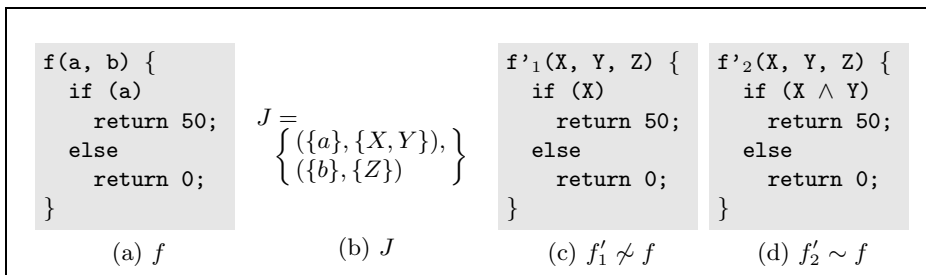 f(a, b) {
  if (a)
    return 50;
  else
    return 0;
}
(a) f
J =
{ ({a}, {X, Y}),
({b}, {Z}) }
(b) J
f'₁(X, Y, Z) {
  if (X)
    return 50;
  else
    return 0;
}
(c) f′₁ ≁ f
f'₂(X, Y, Z) {
  if (X ∧ Y)
    return 50;
  else
    return 0;
}
(d) f′₂ ∼ f